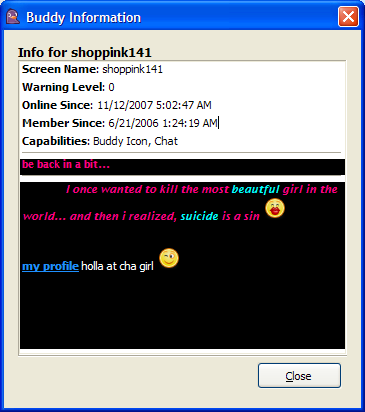 Buddy Information
Info for shoppink141
Screen Name: shoppink141
Warning Level: 0
Online Since: 11/12/2007 5:02:47 AM
Member Since: 6/21/2006 1:24:19 AM
Capabilities: Buddy Icon, Chat
be back in a bit...
I once wanted to kill the most beautful girl in the
world... and then i realized, suicide is a sin
my profile holla at cha girl
Close